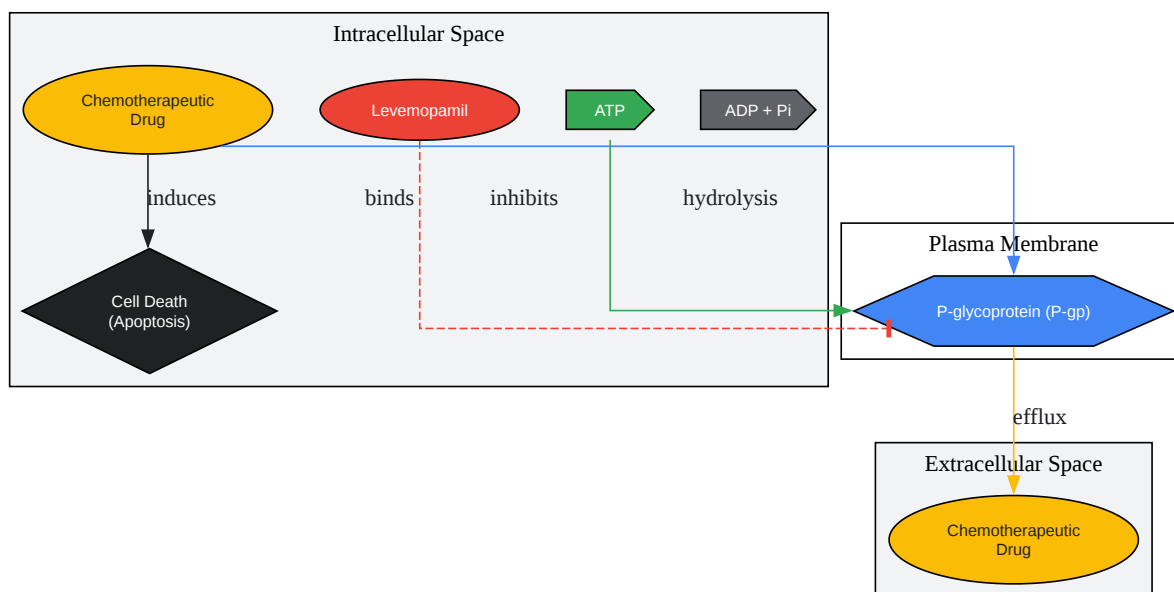 Intracellular Space
Chemotherapeutic
Drug
Levemopamil
ATP
ADP + Pi
induces
binds
inhibits
hydrolysis
Plasma Membrane
Cell Death
(Apoptosis)
P-glycoprotein (P-gp)
efflux
Extracellular Space
Chemotherapeutic
Drug